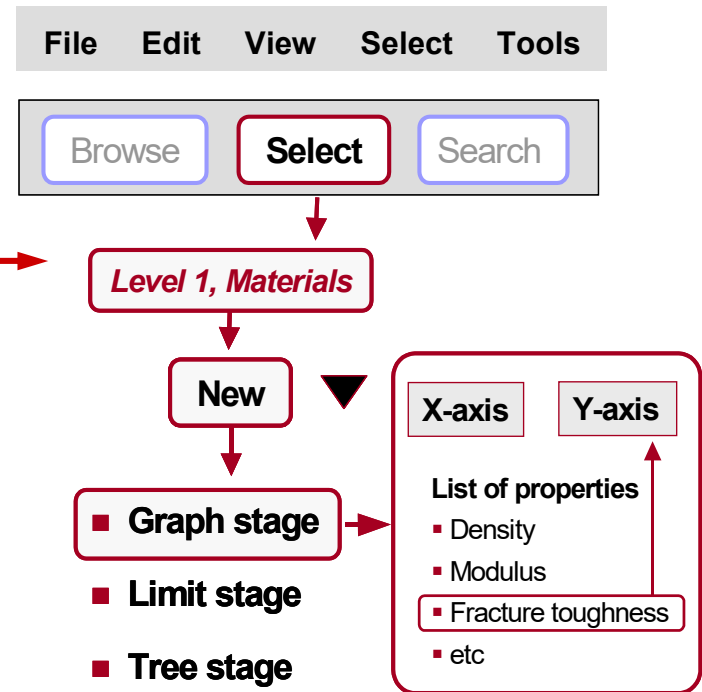 File Edit View Select Tools
Browse Select Search
Level 1, Materials
New
X-axis Y-axis
List of properties
Graph stage
▪ Density
▪ Modulus
Limit stage
▪ Fracture toughness
▪ etc
Tree stage